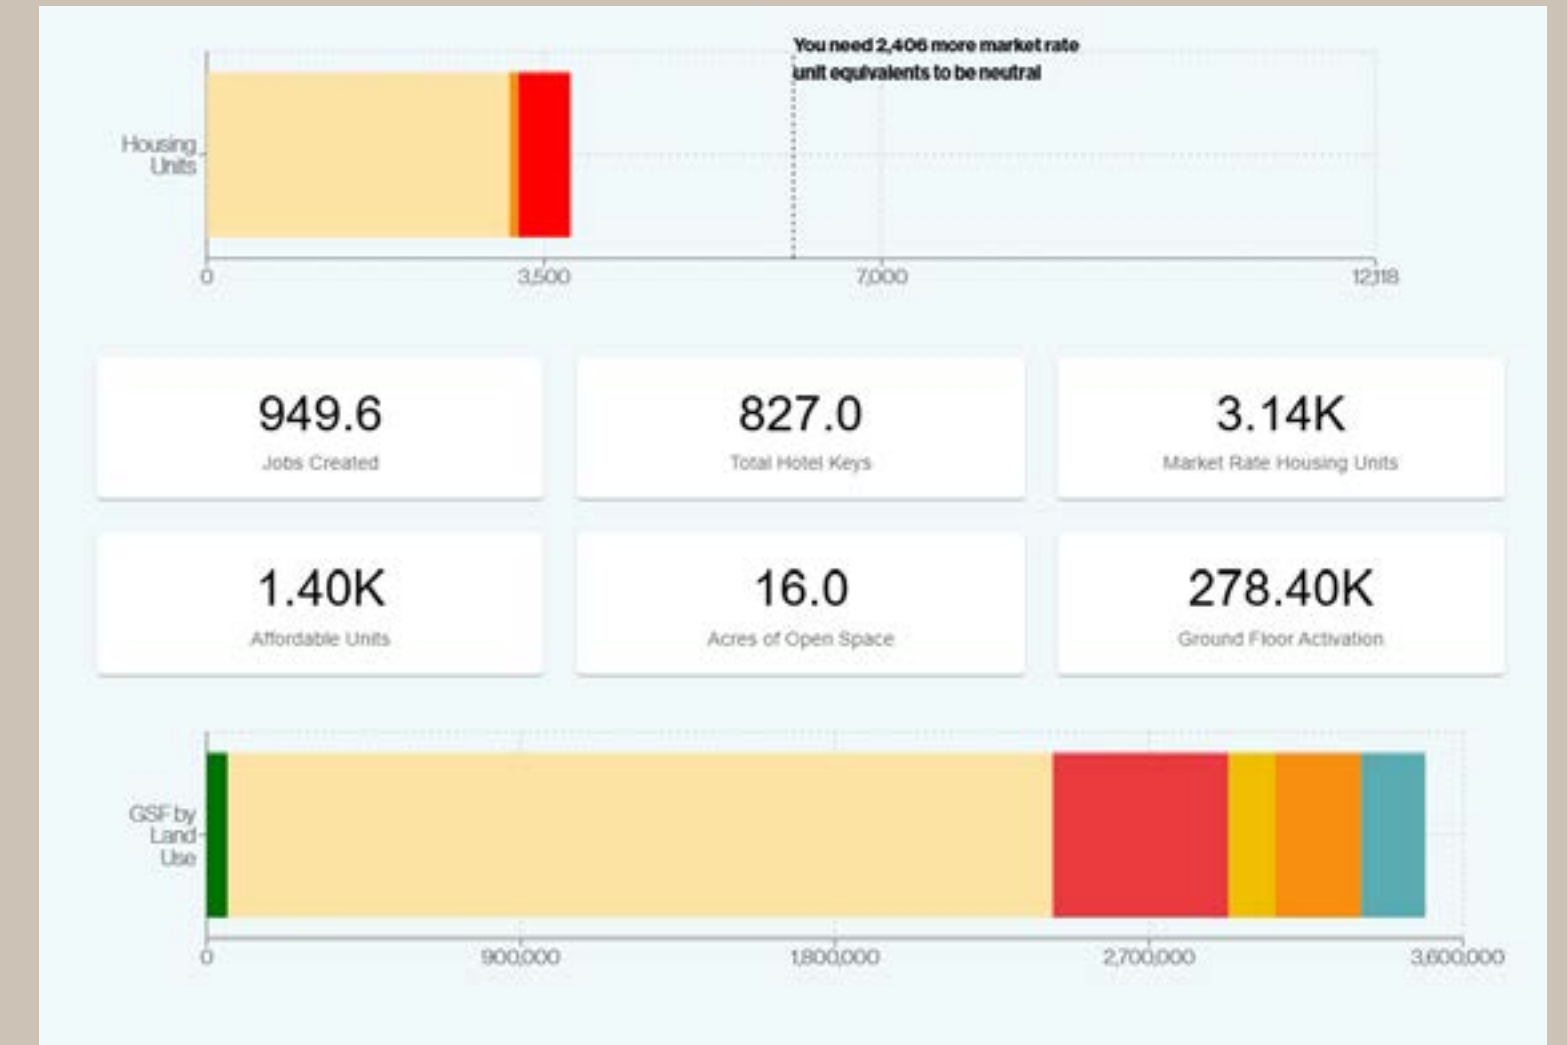 You need 2,406 more market rate
unit equivalents to be neutral
Housing
Units
0
3,500
7,000
12,118
949.6
Jobs Created
827.0
Total Hotel Keys
3.14K
Market Rate Housing Units
1.40K
Affordable Units
16.0
Acres of Open Space
278.40K
Ground Floor Activation
GSF by
Land
Use
0
900,000
1,800,000
2,700,000
3,600,000